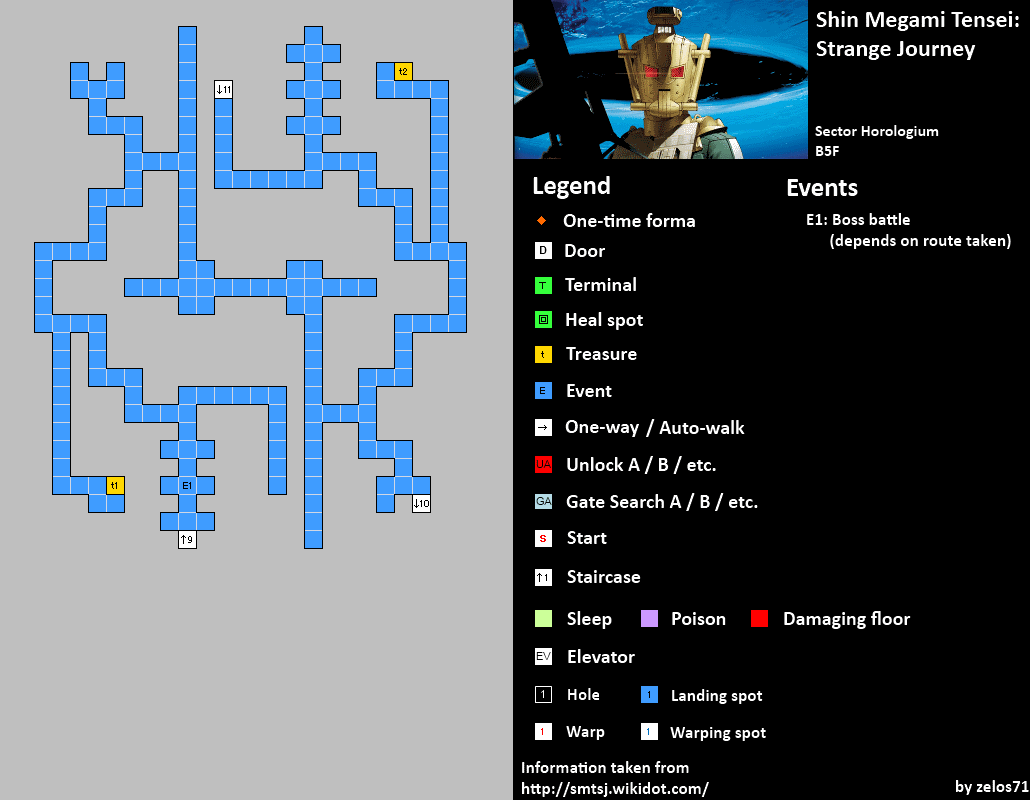 t2
↓11
t1
E1
↓10
↑9
Shin Megami Tensei:
Strange Journey
Sector Horologium
B5F
Legend
One-time forma
D Door
T Terminal
Heal spot
t Treasure
E Event
→ One-way / Auto-walk
UA Unlock A / B / etc.
GA Gate Search A / B / etc.
S Start
↑1 Staircase
Sleep Poison Damaging floor
EV Elevator
1 Hole 1 Landing spot
1 Warp 1 Warping spot
Events
E1: Boss battle
(depends on route taken)
Information taken from
http://smtsj.wikidot.com/
by zelos71